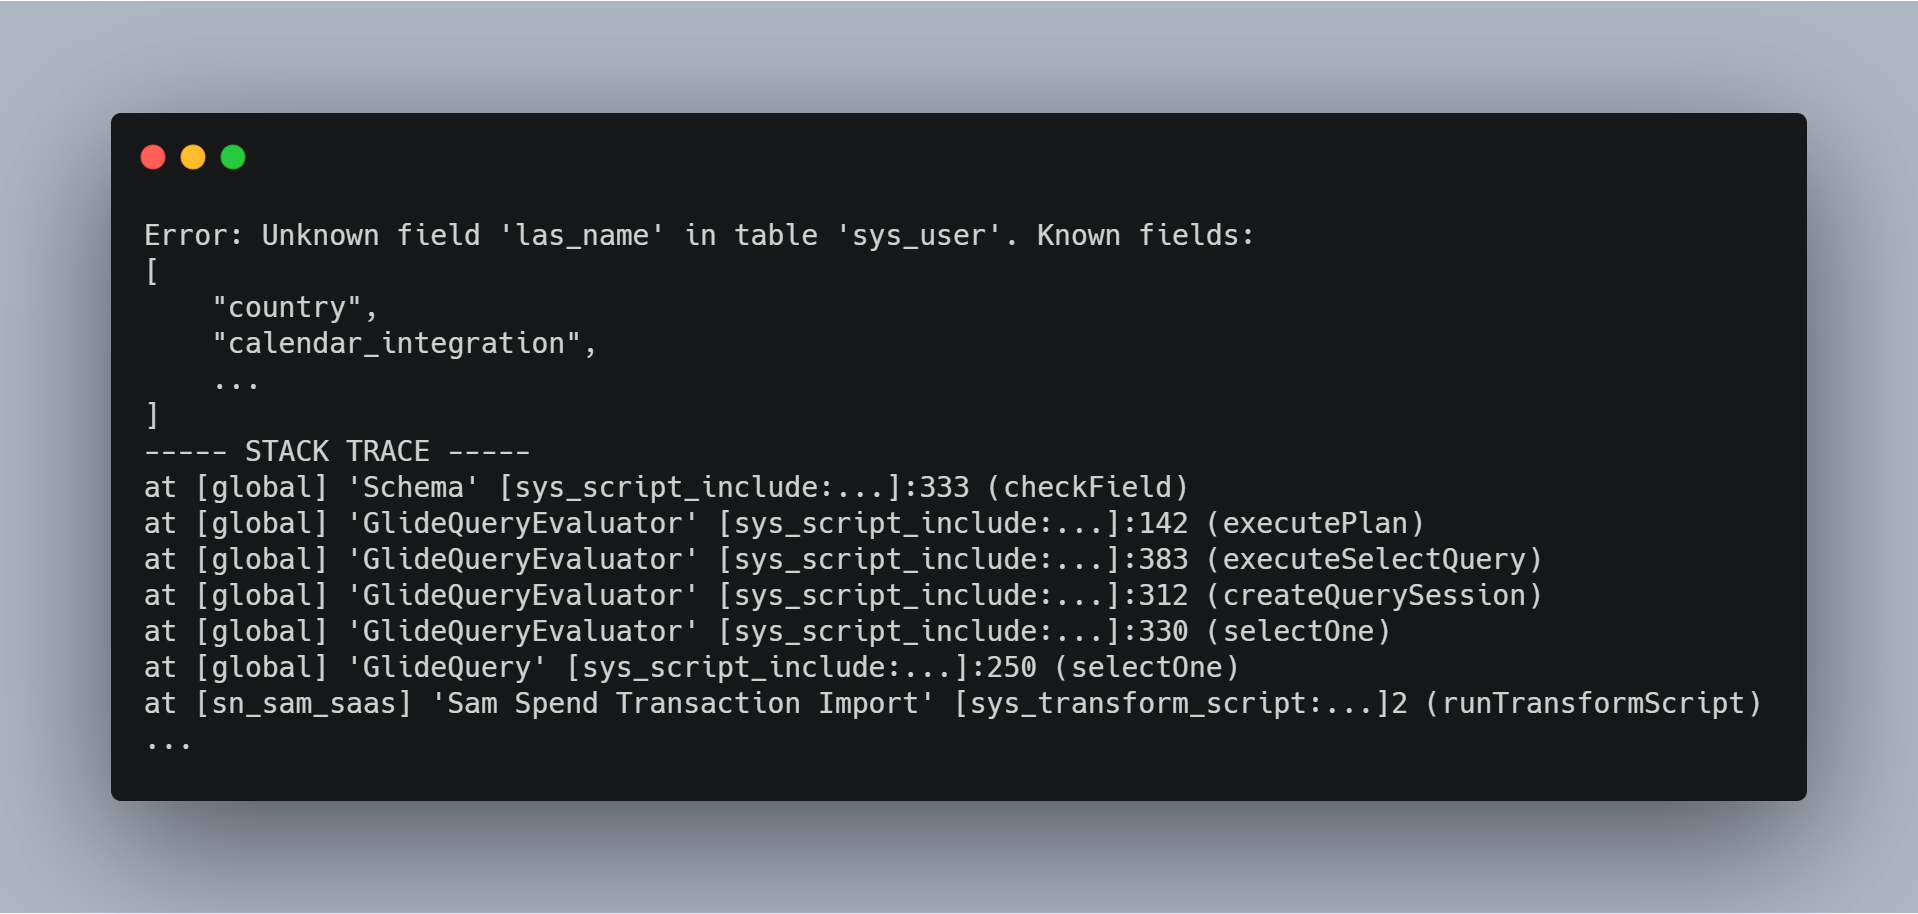 Error: Unknown field 'las_name' in table 'sys_user'. Known fields:
[
    "country",
    "calendar_integration",
    ...
]
----- STACK TRACE -----
at [global] 'Schema' [sys_script_include:...]:333 (checkField)
at [global] 'GlideQueryEvaluator' [sys_script_include:...]:142 (executePlan)
at [global] 'GlideQueryEvaluator' [sys_script_include:...]:383 (executeSelectQuery)
at [global] 'GlideQueryEvaluator' [sys_script_include:...]:312 (createQuerySession)
at [global] 'GlideQueryEvaluator' [sys_script_include:...]:330 (selectOne)
at [global] 'GlideQuery' [sys_script_include:...]:250 (selectOne)
at [sn_sam_saas] 'Sam Spend Transaction Import' [sys_transform_script:...]2 (runTransformScript)
...